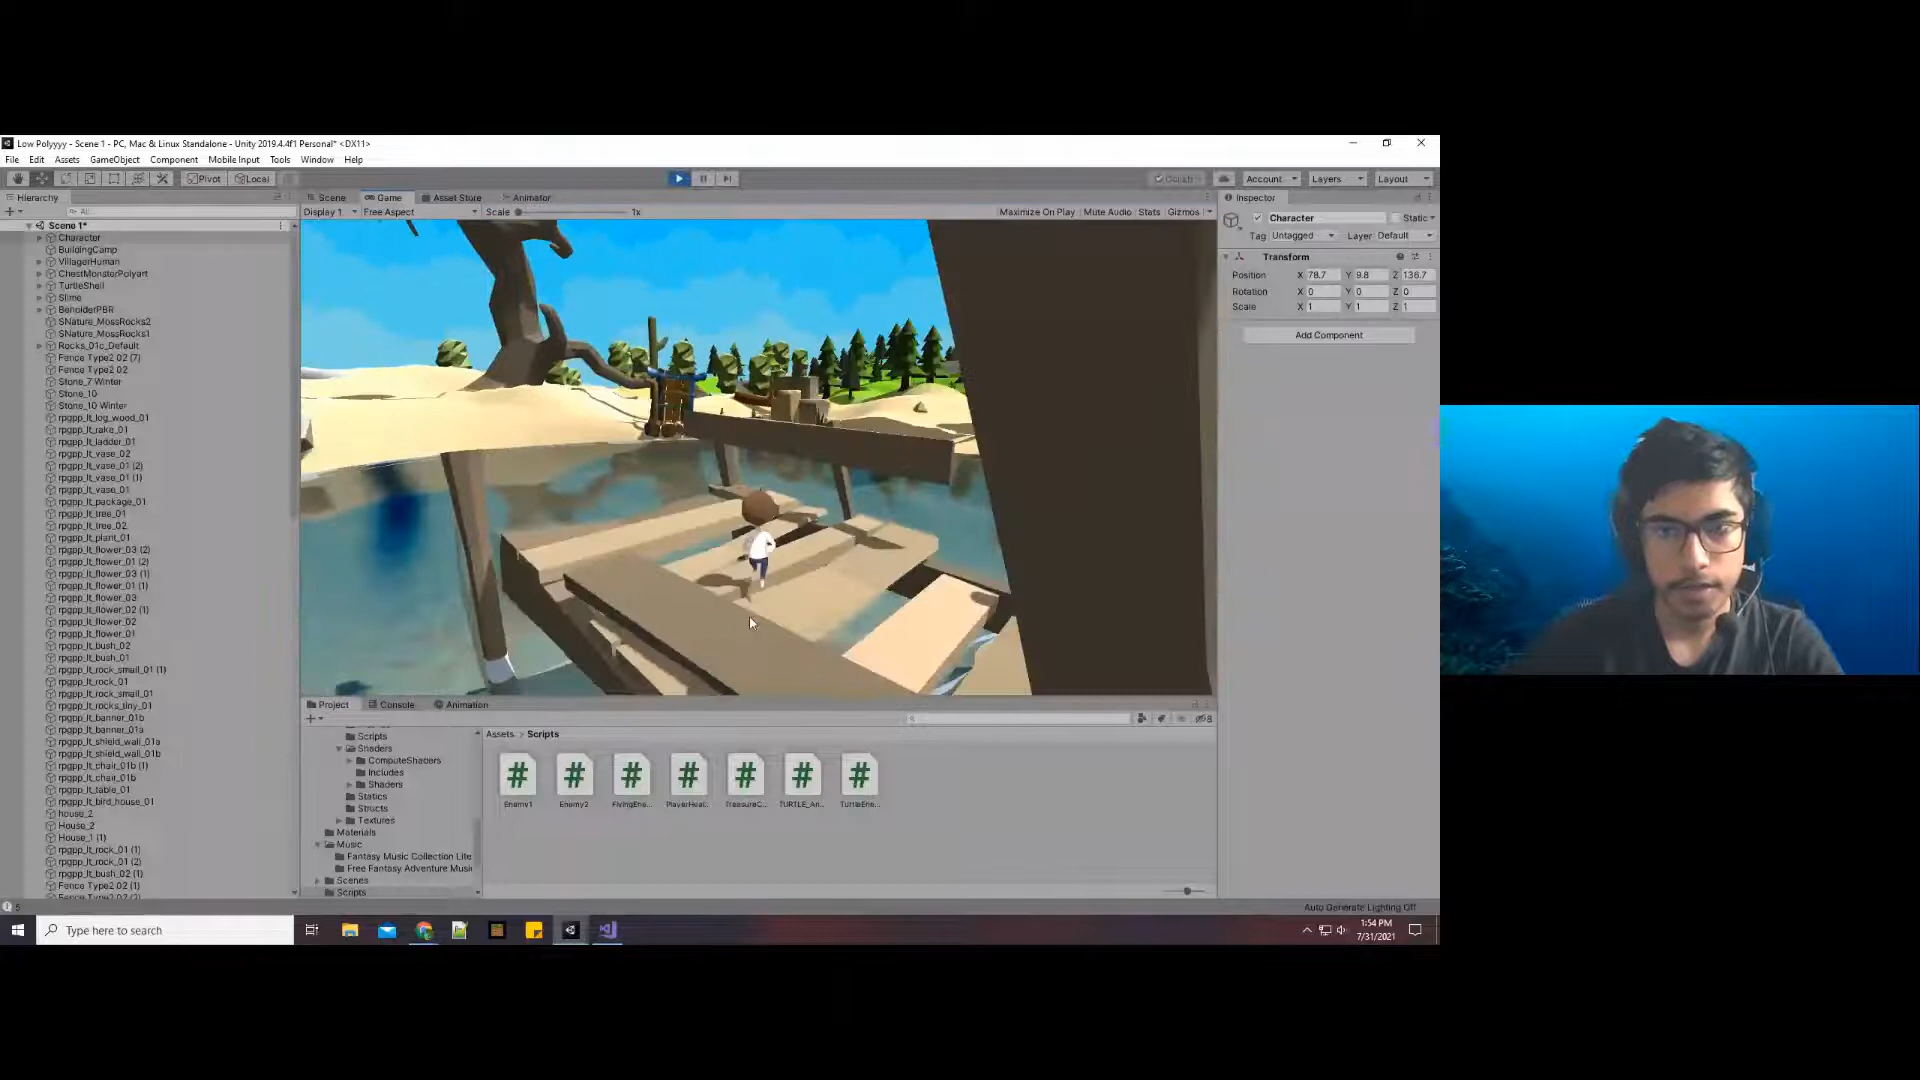 Low Polyyyy - Scene 1 - PC, Mac & Linux Standalone - Unity 2019.4.4f1 Personal* <DX11>
File Edit Assets GameObject Component Mobile Input Tools Window Help
Pivot Local Collab Account Layers Layout
Hierarchy
All
Scene 1*
Character
BuildingCamp
VillagerHuman
ChestMonsterPolyart
TurtleShell
Slime
BeholderPBR
SNature_MossRocks2
SNature_MossRocks1
Rocks_01c_Default
Fence Type2 02 (7)
Fence Type2 02
Stone_7 Winter
Stone_10
Stone_10 Winter
rpgpp_lt_log_wood_01
rpgpp_lt_rake_01
rpgpp_lt_ladder_01
rpgpp_lt_vase_02
rpgpp_lt_vase_01 (2)
rpgpp_lt_vase_01 (1)
rpgpp_lt_vase_01
rpgpp_lt_package_01
rpgpp_lt_tree_01
rpgpp_lt_tree_02
rpgpp_lt_plant_01
rpgpp_lt_flower_03 (2)
rpgpp_lt_flower_01 (2)
rpgpp_lt_flower_03 (1)
rpgpp_lt_flower_01 (1)
rpgpp_lt_flower_03
rpgpp_lt_flower_02 (1)
rpgpp_lt_flower_02
rpgpp_lt_flower_01
rpgpp_lt_bush_02
rpgpp_lt_bush_01
rpgpp_lt_rock_small_01 (1)
rpgpp_lt_rock_01
rpgpp_lt_rock_small_01
rpgpp_lt_rocks_tiny_01
rpgpp_lt_banner_01b
rpgpp_lt_banner_01a
rpgpp_lt_shield_wall_01a
rpgpp_lt_shield_wall_01b
rpgpp_lt_chair_01b (1)
rpgpp_lt_chair_01b
rpgpp_lt_table_01
rpgpp_lt_bird_house_01
house_2
House_2
House_1 (1)
rpgpp_lt_rock_01 (1)
rpgpp_lt_rock_01 (2)
rpgpp_lt_bush_02 (1)
Fence Type2 02 (1)
Scene Game Asset Store Animator
Display 1 Free Aspect Scale 1x Maximize On Play Mute Audio Stats Gizmos
Inspector
Character Static
Tag Untagged Layer Default
Transform
Position X 78.7 Y 9.8 Z 136.7
Rotation X 0 Y 0 Z 0
Scale X 1 Y 1 Z 1
Add Component
Project Console Animation
8
Scripts
Shaders
ComputeShaders
Includes
Shaders
Statics
Structs
Textures
Materials
Music
Fantasy Music Collection Lite
Free Fantasy Adventure Musi
Scenes
Scripts
Assets > Scripts
Enemy1 Enemy2 FlyingEne... PlayerHeal... TreasureC... TURTLE_An... TurtleEne...
5
Auto Generate Lighting Off
Type here to search
1:54 PM
7/31/2021